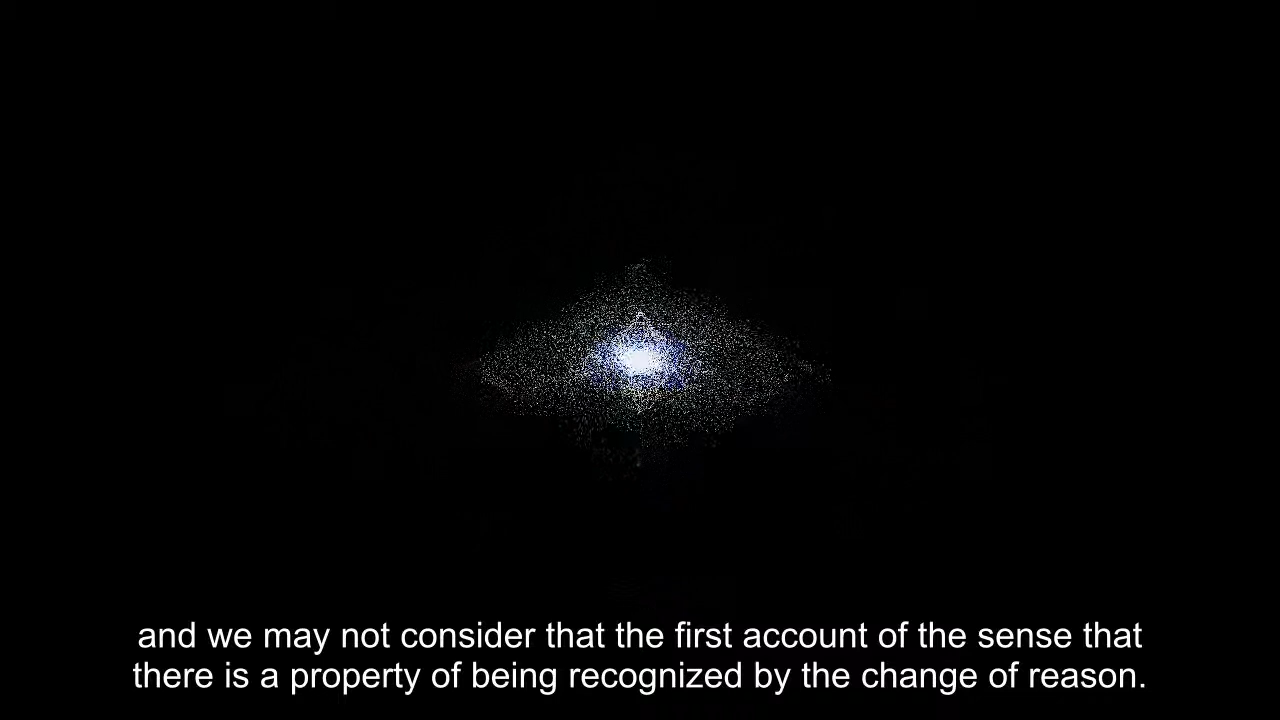 and we may not consider that the first account of the sense that
there is a property of being recognized by the change of reason.